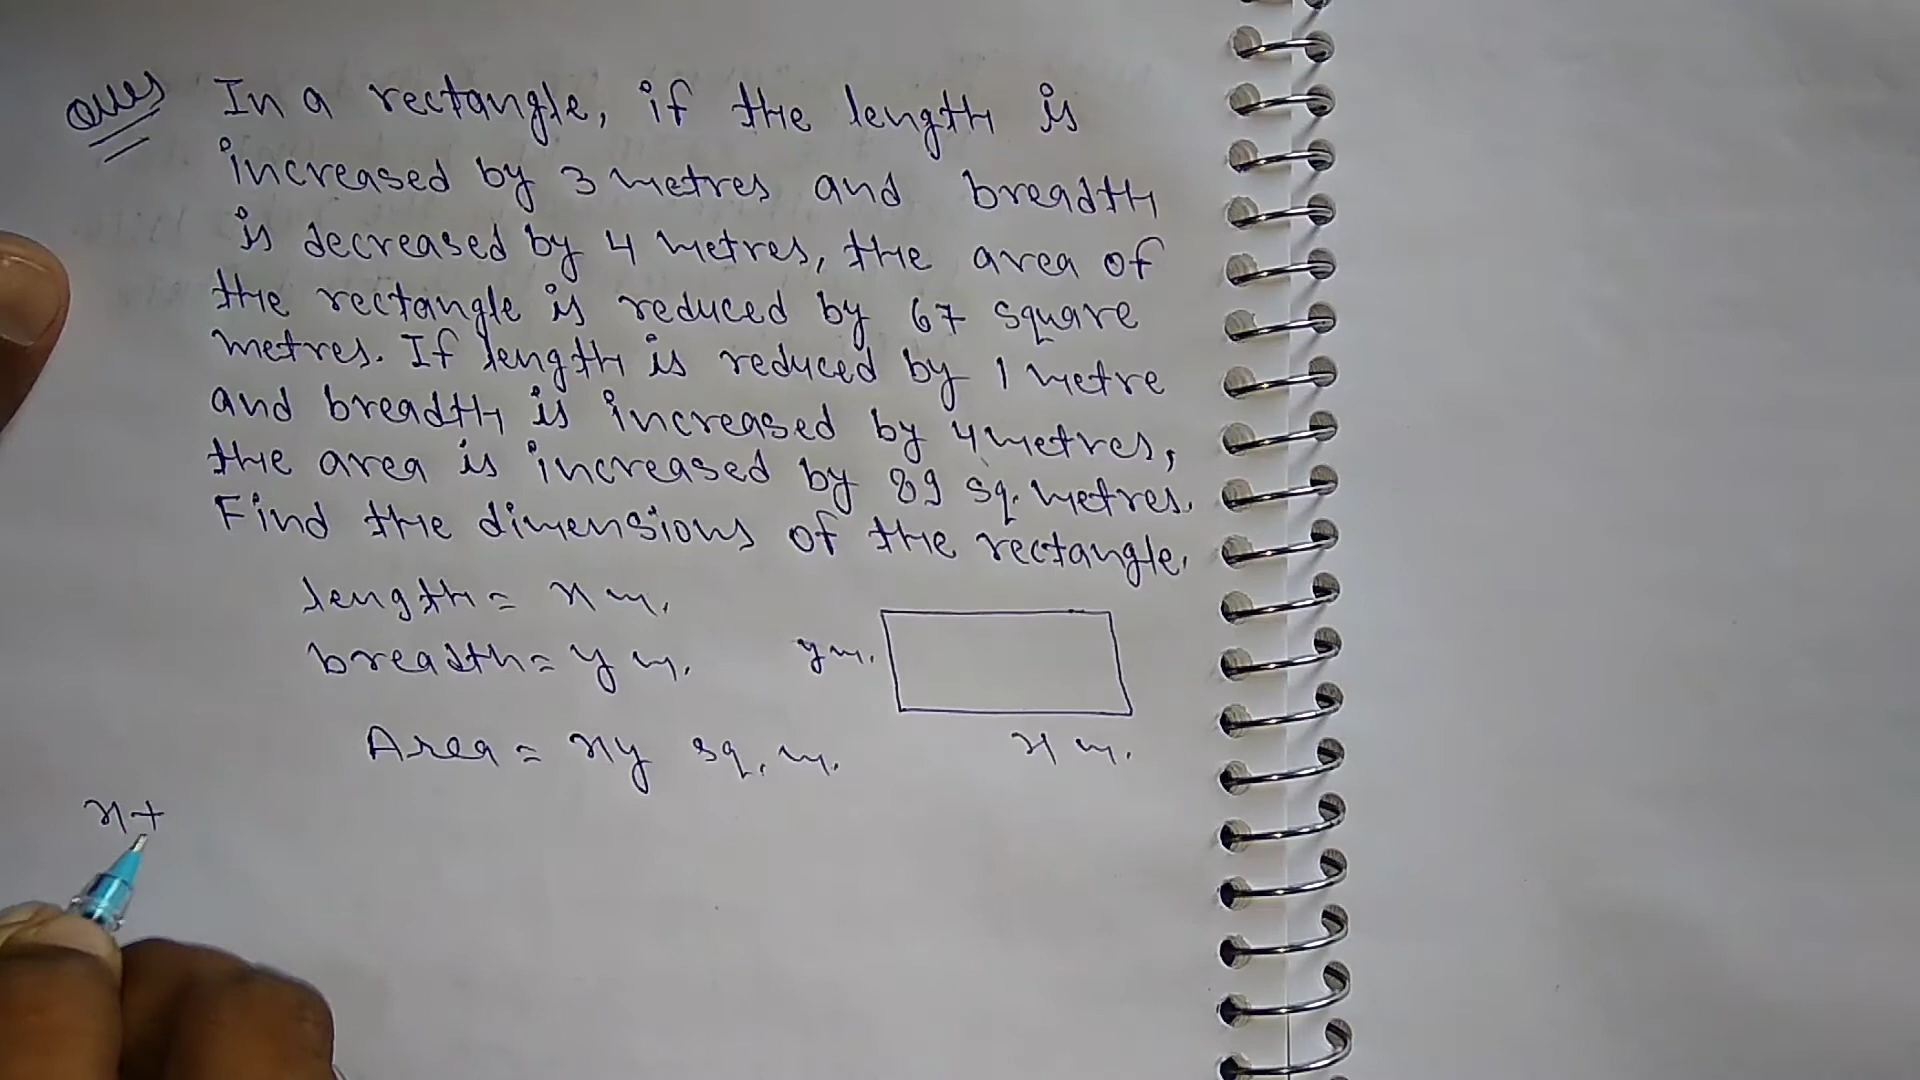 Ques In a rectangle, if the length is
increased by 3 metres and breadth
is decreased by 4 metres, the area of
the rectangle is reduced by 67 square
metres. If length is reduced by 1 metre
and breadth is increased by 4 metres,
the area is increased by 89 sq. metres.
Find the dimensions of the rectangle.
length = x m.
breadth = y m.
y m.
Area = xy sq. m.
x m.
x+